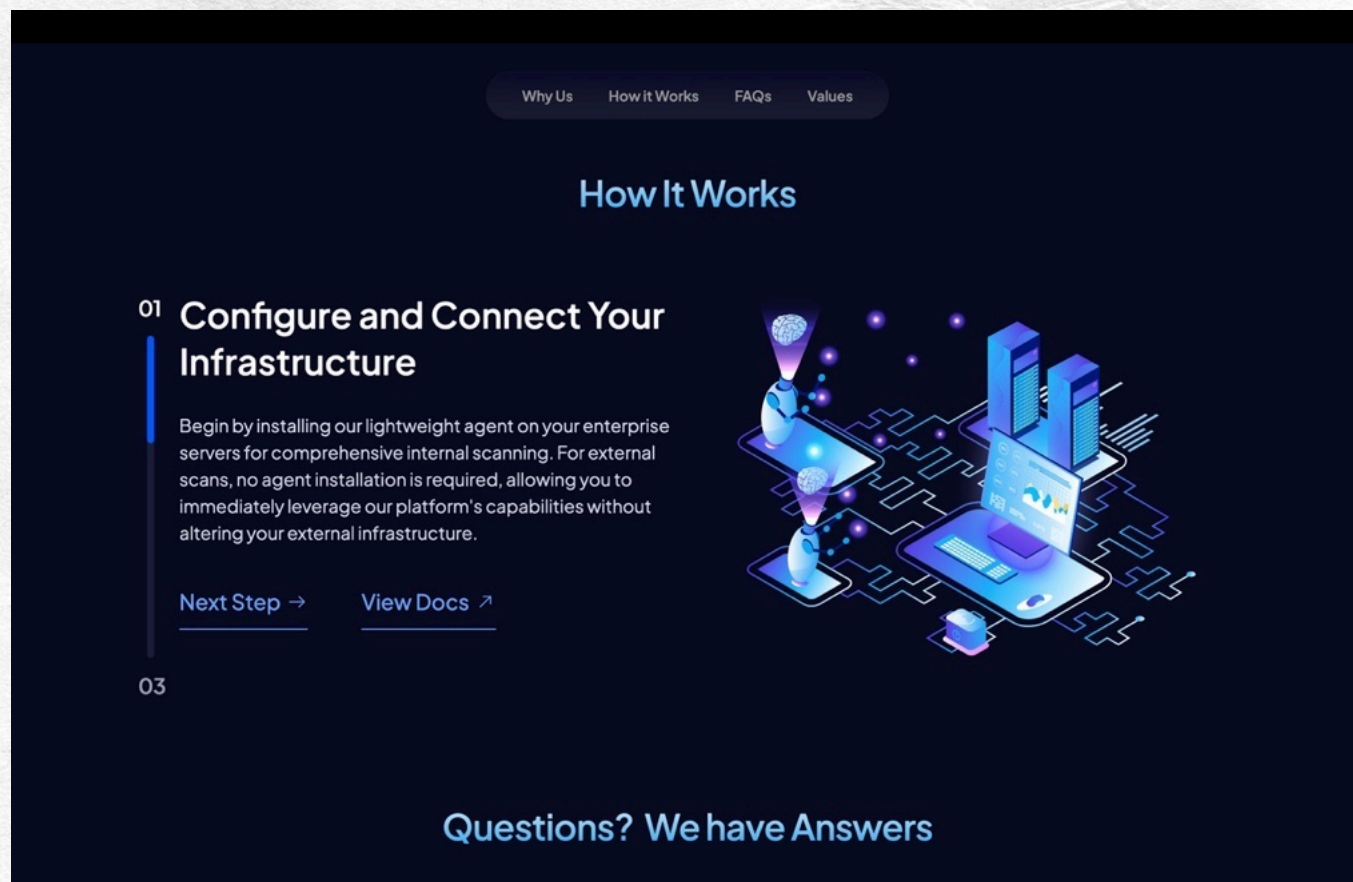 Why Us How it Works FAQs Values
How It Works
01
Configure and Connect Your
Infrastructure
Begin by installing our lightweight agent on your enterprise
servers for comprehensive internal scanning. For external
scans, no agent installation is required, allowing you to
immediately leverage our platform's capabilities without
altering your external infrastructure.
Next Step → View Docs ↗
03
Questions? We have Answers